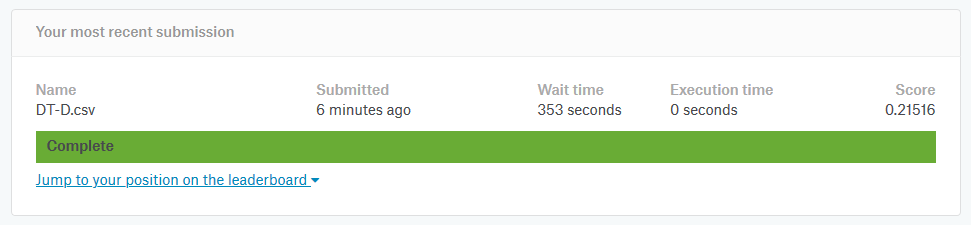 Your most recent submission
Name Submitted Wait time Execution time Score
DT-D.csv 6 minutes ago 353 seconds 0 seconds 0.21516
Complete
Jump to your position on the leaderboard